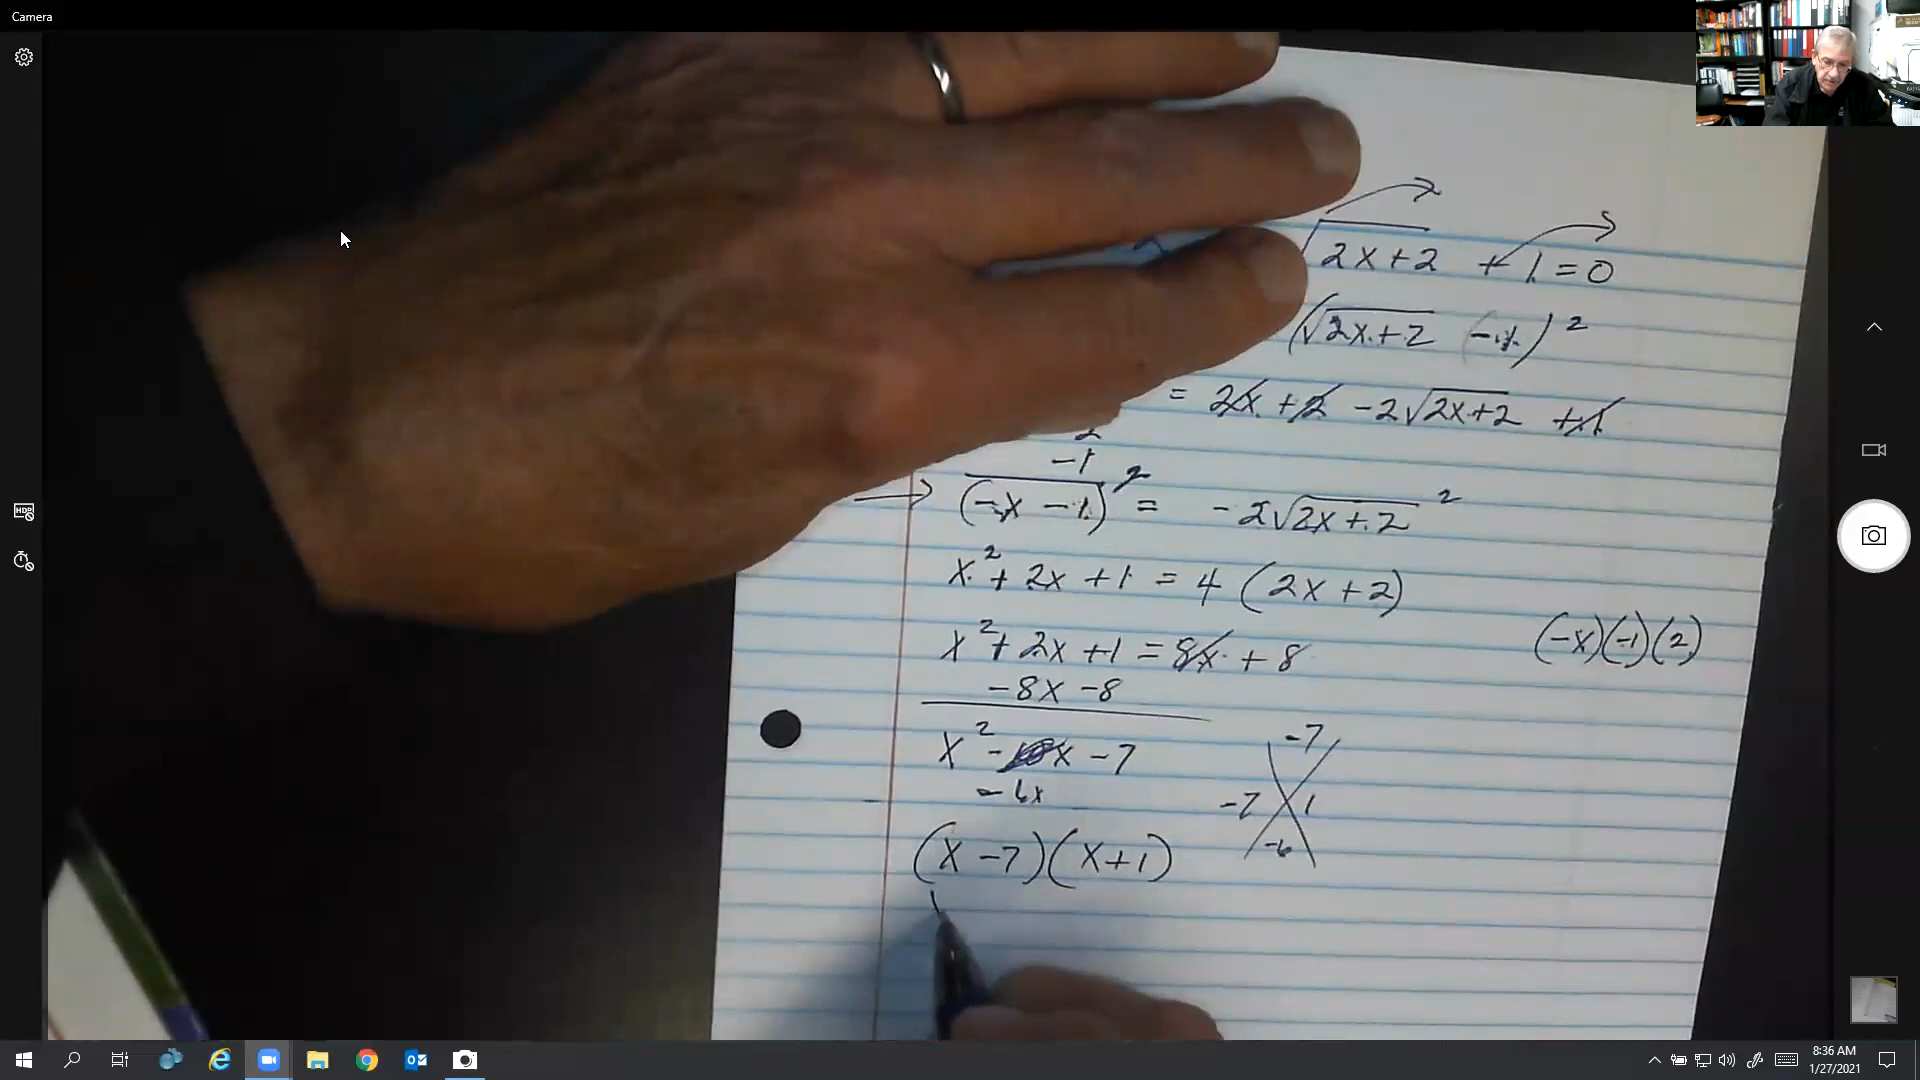 Camera
√2x+2 + 1 = 0
(√2x+2 (-1)²
= 2x + 2 - 2√2x+2 + 1
-1
(-x - 1)² = -2√2x+2 ²
x² + 2x + 1 = 4 (2x + 2)
x² + 2x + 1 = 8x + 8
(-x)(-1)(2)
-8x -8
x² - x - 7
-6x
-7
-7 1
-6
(x - 7)(x + 1)
8:36 AM
1/27/2021